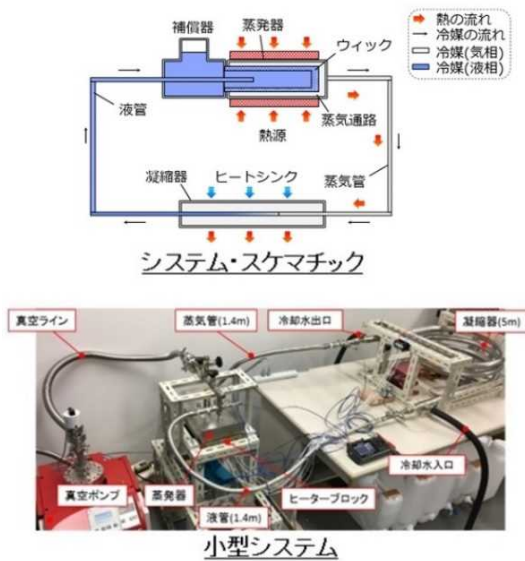 補償器
蒸発器
ウィック
液管
熱源
蒸気通路
蒸気管
凝縮器
ヒートシンク
熱の流れ
冷媒の流れ
冷媒(気相)
冷媒(液相)
システム・スケマチック
真空ライン
蒸気管(1.4m)
冷却水出口
凝縮器(5m)
真空ポンプ
蒸発器
液管(1.4m)
ヒーターブロック
冷却水入口
小型システム